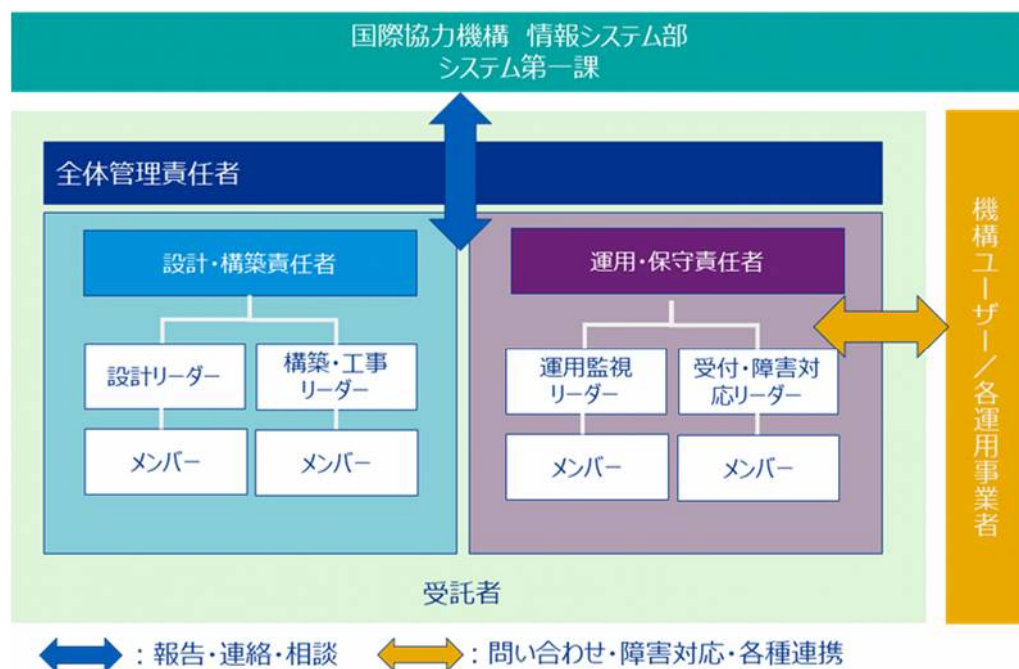 国際協力機構 情報システム部
システム第一課
全体管理責任者
設計・構築責任者
設計リーダー
構築・工事
リーダー
メンバー
メンバー
運用・保守責任者
運用監視
リーダー
受付・障害対
応リーダー
メンバー
メンバー
機構ユーザー/各運用事業者
受託者
:報告・連絡・相談
:問い合わせ・障害対応・各種連携